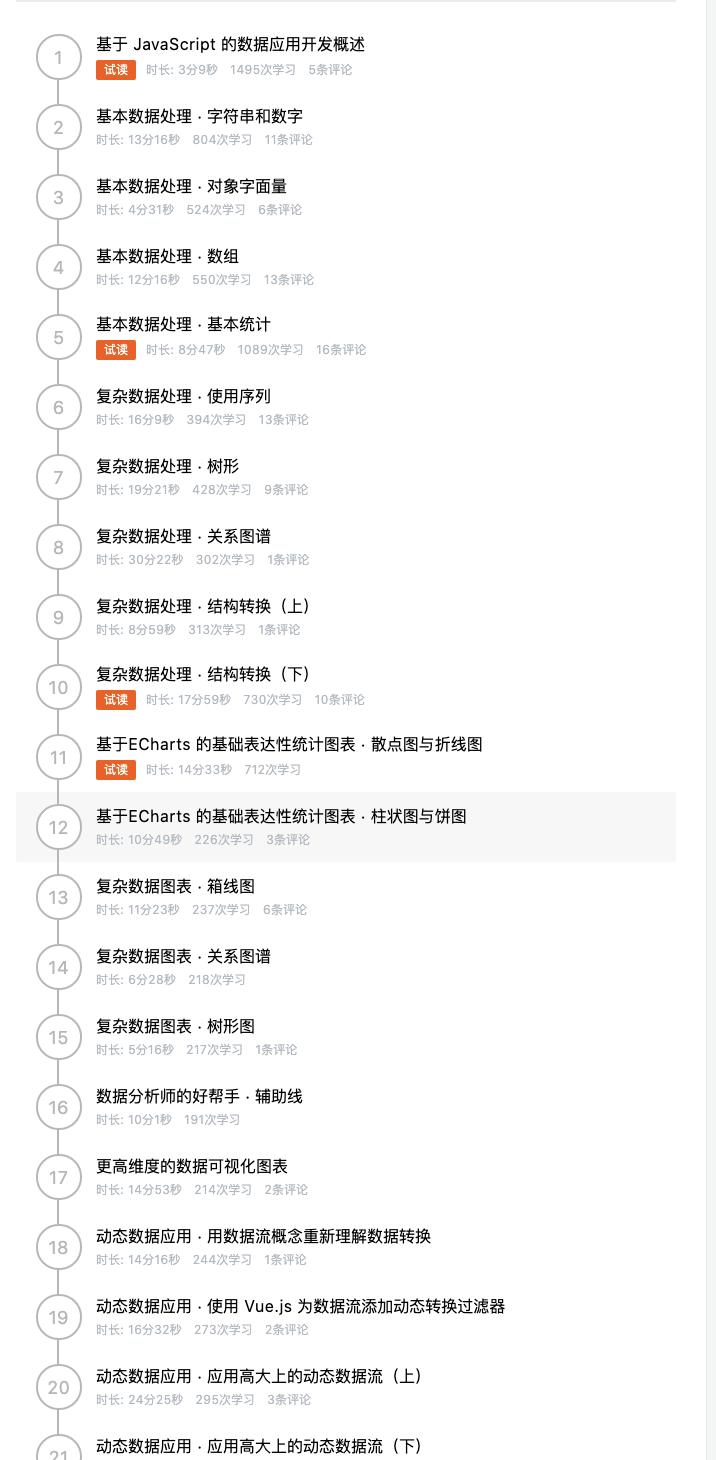 1
基于 JavaScript 的数据应用开发概述
试读 时长: 3分9秒 1495次学习 5条评论
2
基本数据处理 · 字符串和数字
时长: 13分16秒 804次学习 11条评论
3
基本数据处理 · 对象字面量
时长: 4分31秒 524次学习 6条评论
4
基本数据处理 · 数组
时长: 12分16秒 550次学习 13条评论
5
基本数据处理 · 基本统计
试读 时长: 8分47秒 1089次学习 16条评论
6
复杂数据处理 · 使用序列
时长: 16分9秒 394次学习 13条评论
7
复杂数据处理 · 树形
时长: 19分21秒 428次学习 9条评论
8
复杂数据处理 · 关系图谱
时长: 30分22秒 302次学习 1条评论
9
复杂数据处理 · 结构转换（上）
时长: 8分59秒 313次学习 1条评论
10
复杂数据处理 · 结构转换（下）
试读 时长: 17分59秒 730次学习 10条评论
11
基于ECharts 的基础表达性统计图表 · 散点图与折线图
试读 时长: 14分33秒 712次学习
12
基于ECharts 的基础表达性统计图表 · 柱状图与饼图
时长: 10分49秒 226次学习 3条评论
13
复杂数据图表 · 箱线图
时长: 11分23秒 237次学习 6条评论
14
复杂数据图表 · 关系图谱
时长: 6分28秒 218次学习
15
复杂数据图表 · 树形图
时长: 5分16秒 217次学习 1条评论
16
数据分析师的好帮手 · 辅助线
时长: 10分1秒 191次学习
17
更高维度的数据可视化图表
时长: 14分53秒 214次学习 2条评论
18
动态数据应用 · 用数据流概念重新理解数据转换
时长: 14分16秒 244次学习 1条评论
19
动态数据应用 · 使用 Vue.js 为数据流添加动态转换过滤器
时长: 16分32秒 273次学习 2条评论
20
动态数据应用 · 应用高大上的动态数据流（上）
时长: 24分25秒 295次学习 3条评论
21
动态数据应用 · 应用高大上的动态数据流（下）